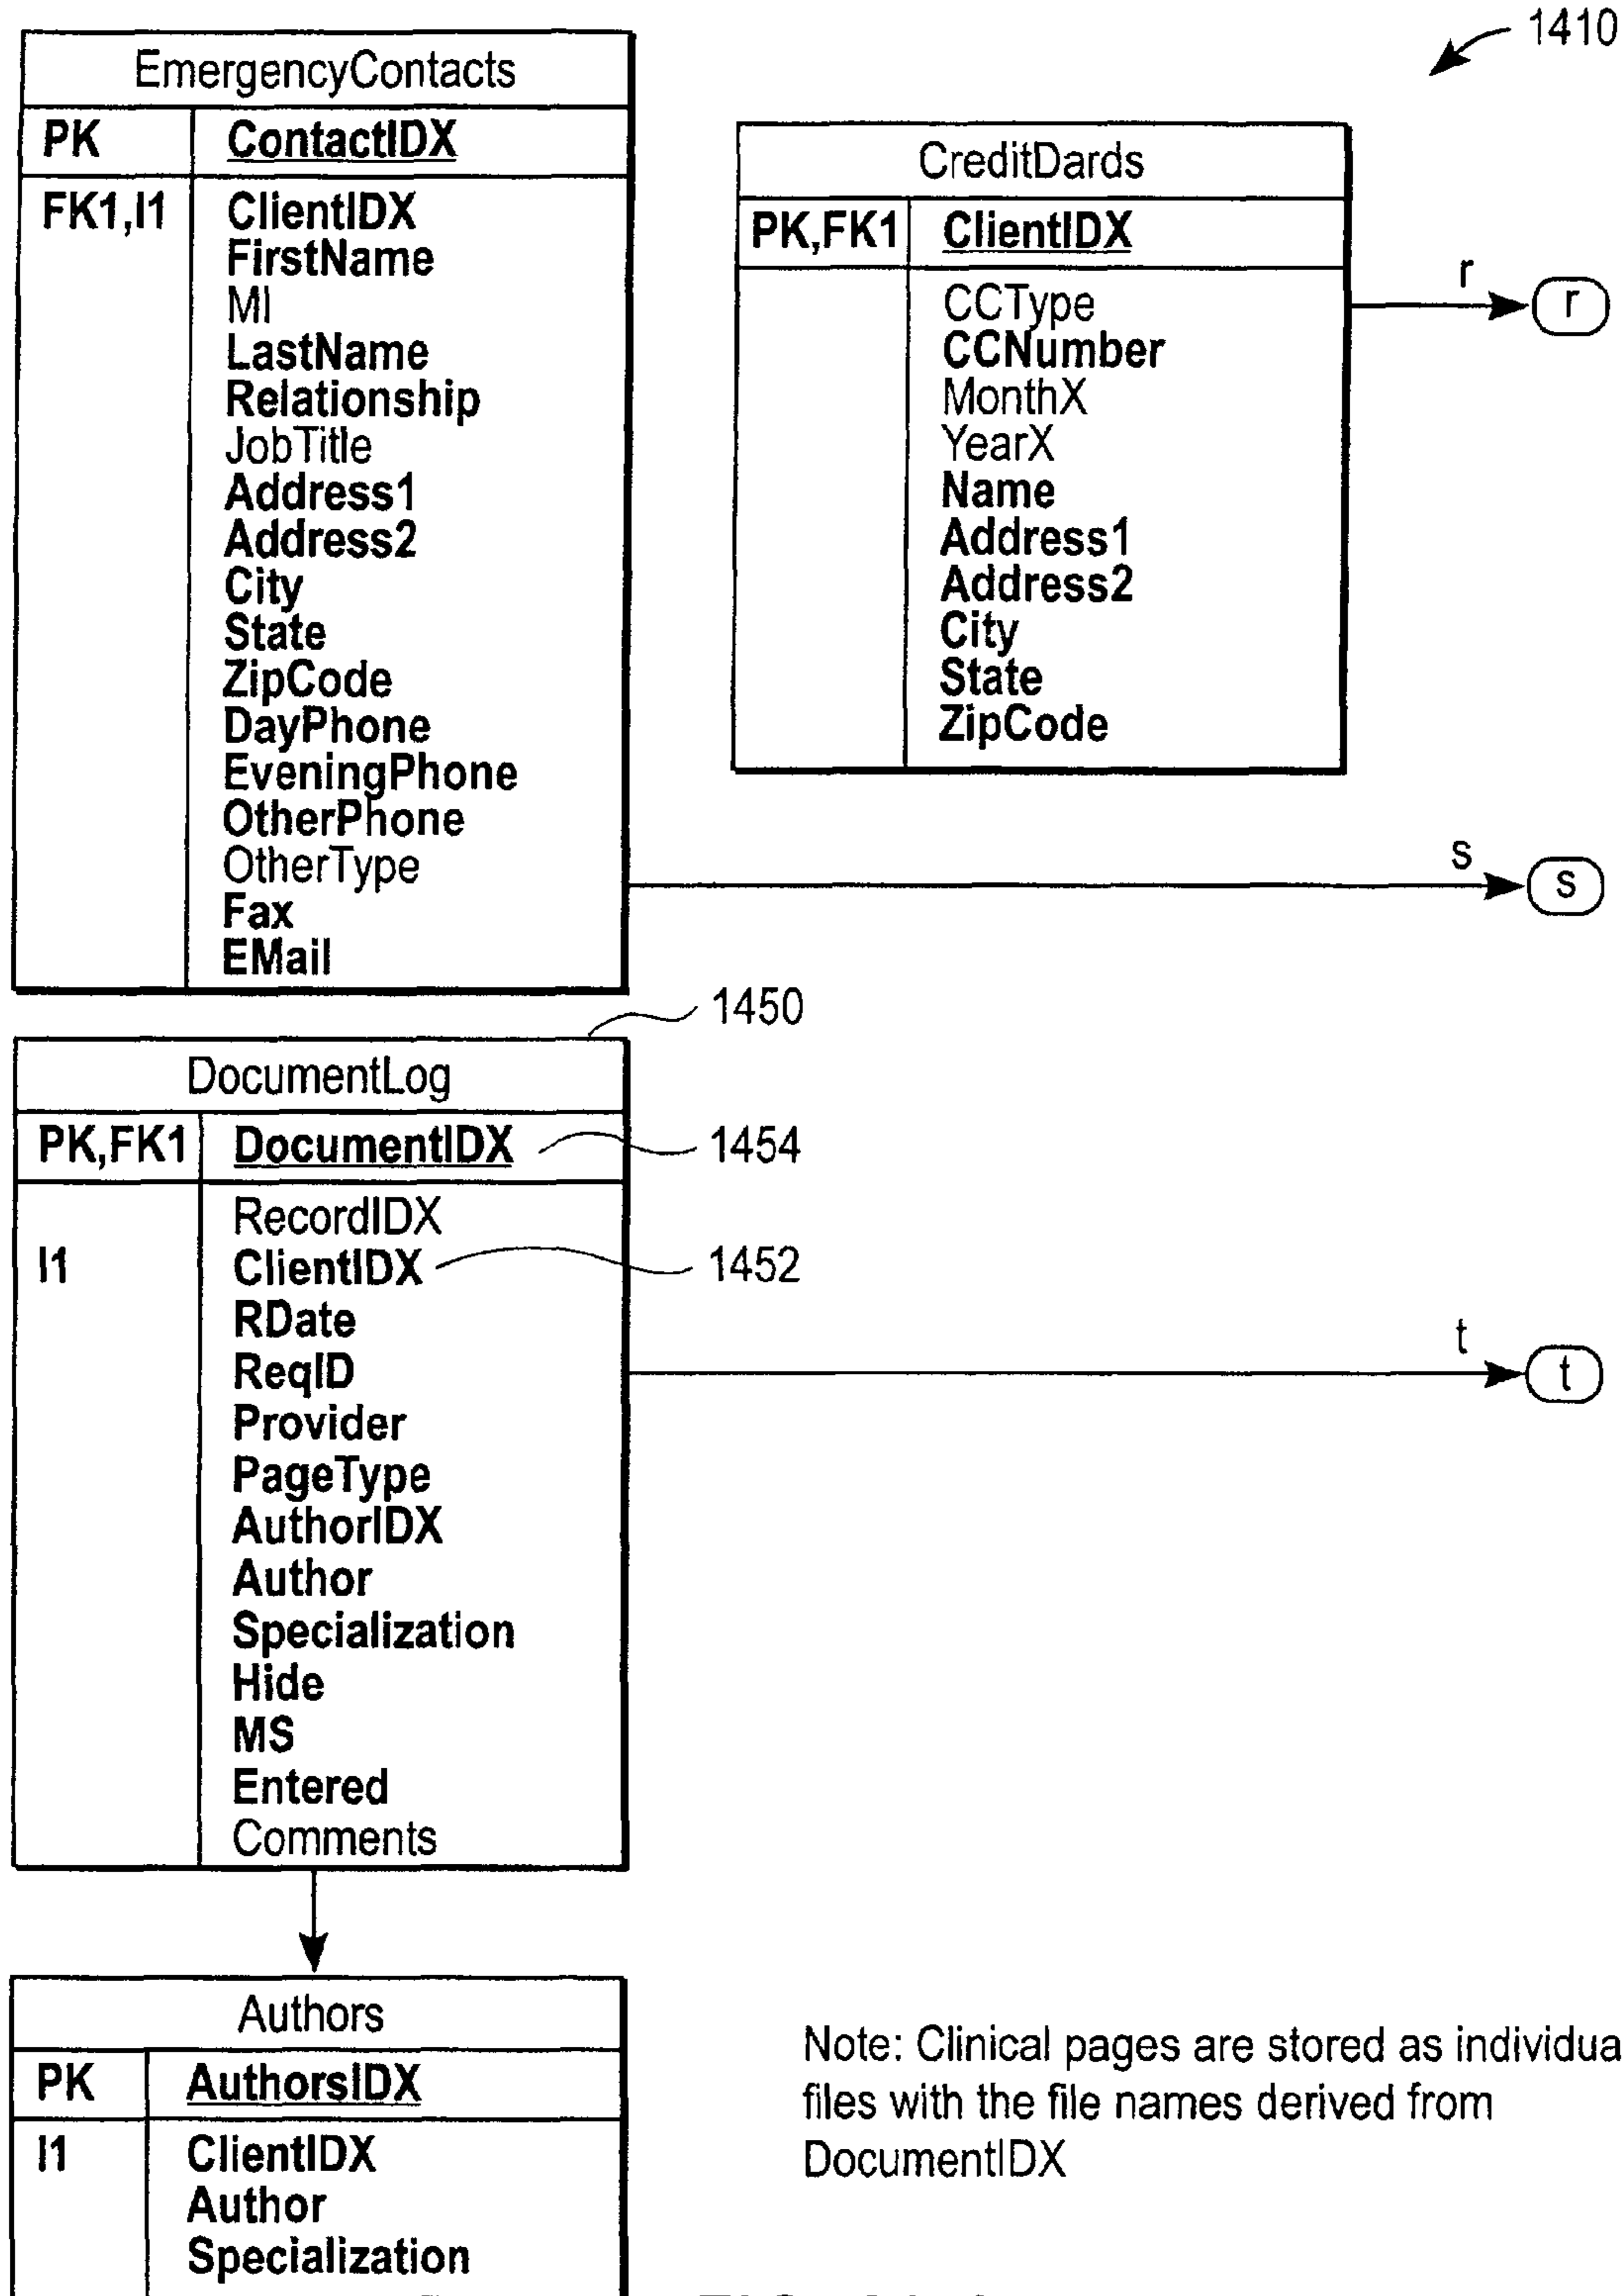 1410
EmergencyContacts
PK ContactIDX
FK1,I1 ClientIDX
FirstName
MI
LastName
Relationship
JobTitle
Address1
Address2
City
State
ZipCode
DayPhone
EveningPhone
OtherPhone
OtherType
Fax
EMail
CreditDards
PK,FK1 ClientIDX
CCType
CCNumber
MonthX
YearX
Name
Address1
Address2
City
State
ZipCode
r
r
s
s
1450
DocumentLog
PK,FK1 DocumentIDX 1454
RecordIDX
I1 ClientIDX 1452
RDate
ReqID
Provider
PageType
AuthorIDX
Author
Specialization
Hide
MS
Entered
Comments
t
t
Authors
PK AuthorsIDX
I1 ClientIDX
Author
Specialization
Note: Clinical pages are stored as individua
files with the file names derived from
DocumentIDX